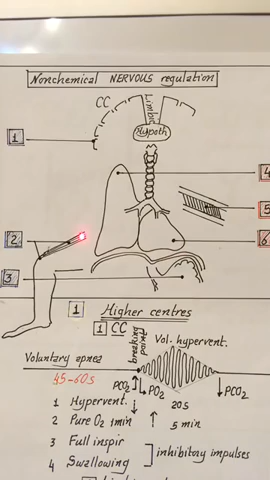 Nonchemical NERVOUS regulation
CC
Limbic
Hypoth
1
4
5
2
6
3
1 Higher centres
1 CC
breaking point
Vol. hypervent.
Voluntary apnea
45-60s
PCO2 ↑ ↓ PO2
↓ PCO2
1 Hypervent. ↓ 20s
2 Pure O2 1min ↑ 5 min
3 Full inspir
4 Swallowing
inhibitory impulses